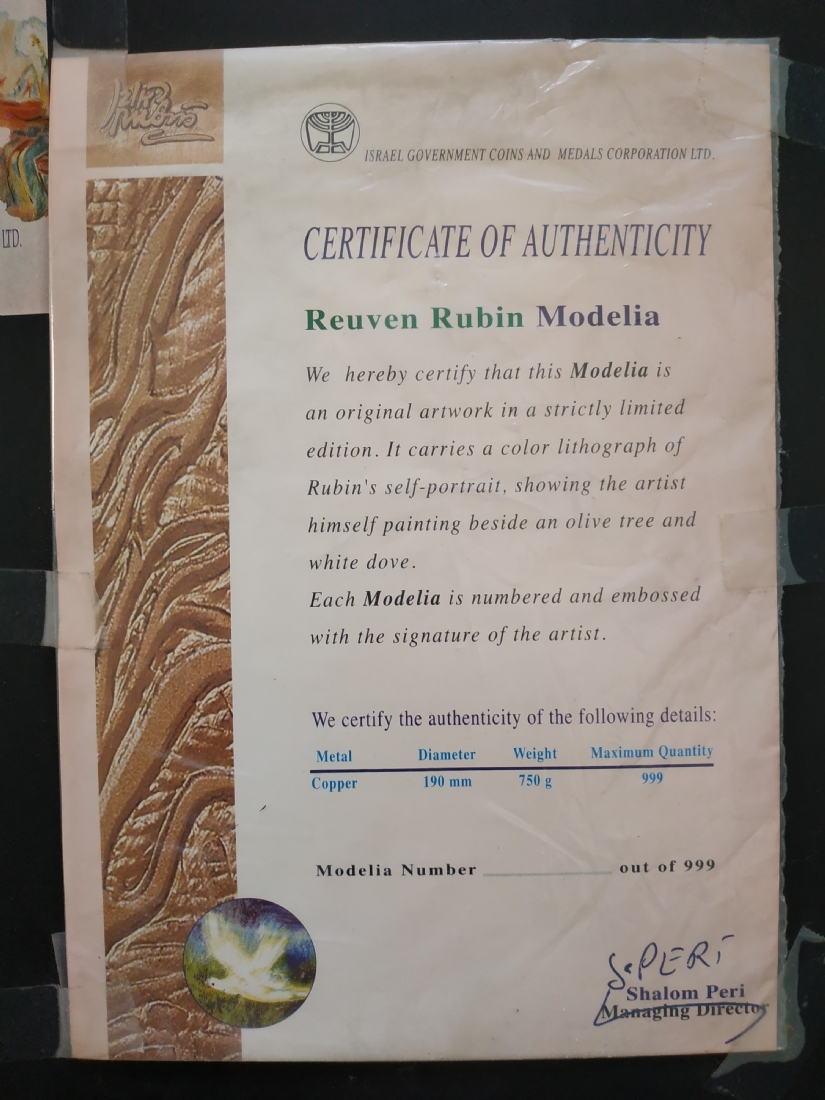 ISRAEL GOVERNMENT COINS AND MEDALS CORPORATION LTD.
CERTIFICATE OF AUTHENTICITY
Reuven Rubin Modelia
We hereby certify that this Modelia is
an original artwork in a strictly limited
edition. It carries a color lithograph of
Rubin's self-portrait, showing the artist
himself painting beside an olive tree and
white dove.
Each Modelia is numbered and embossed
with the signature of the artist.
We certify the authenticity of the following details:
Metal Diameter Weight Maximum Quantity
Copper 190 mm 750 g 999
Modelia Number ____________ out of 999
S. PERI
Shalom Peri
Managing Director
LTD.